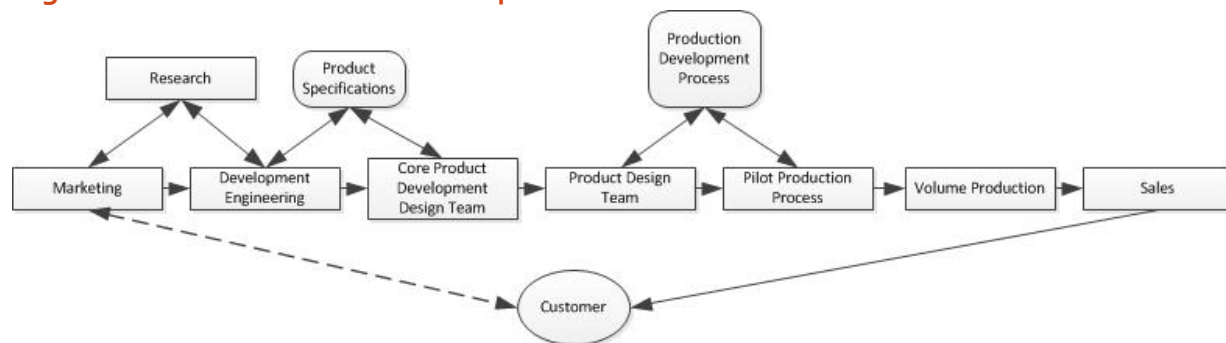 Production
Development
Process
Product
Specifications
Research
Marketing
Development
Engineering
Core Product
Development
Design Team
Product Design
Team
Pilot Production
Process
Volume Production
Sales
Customer